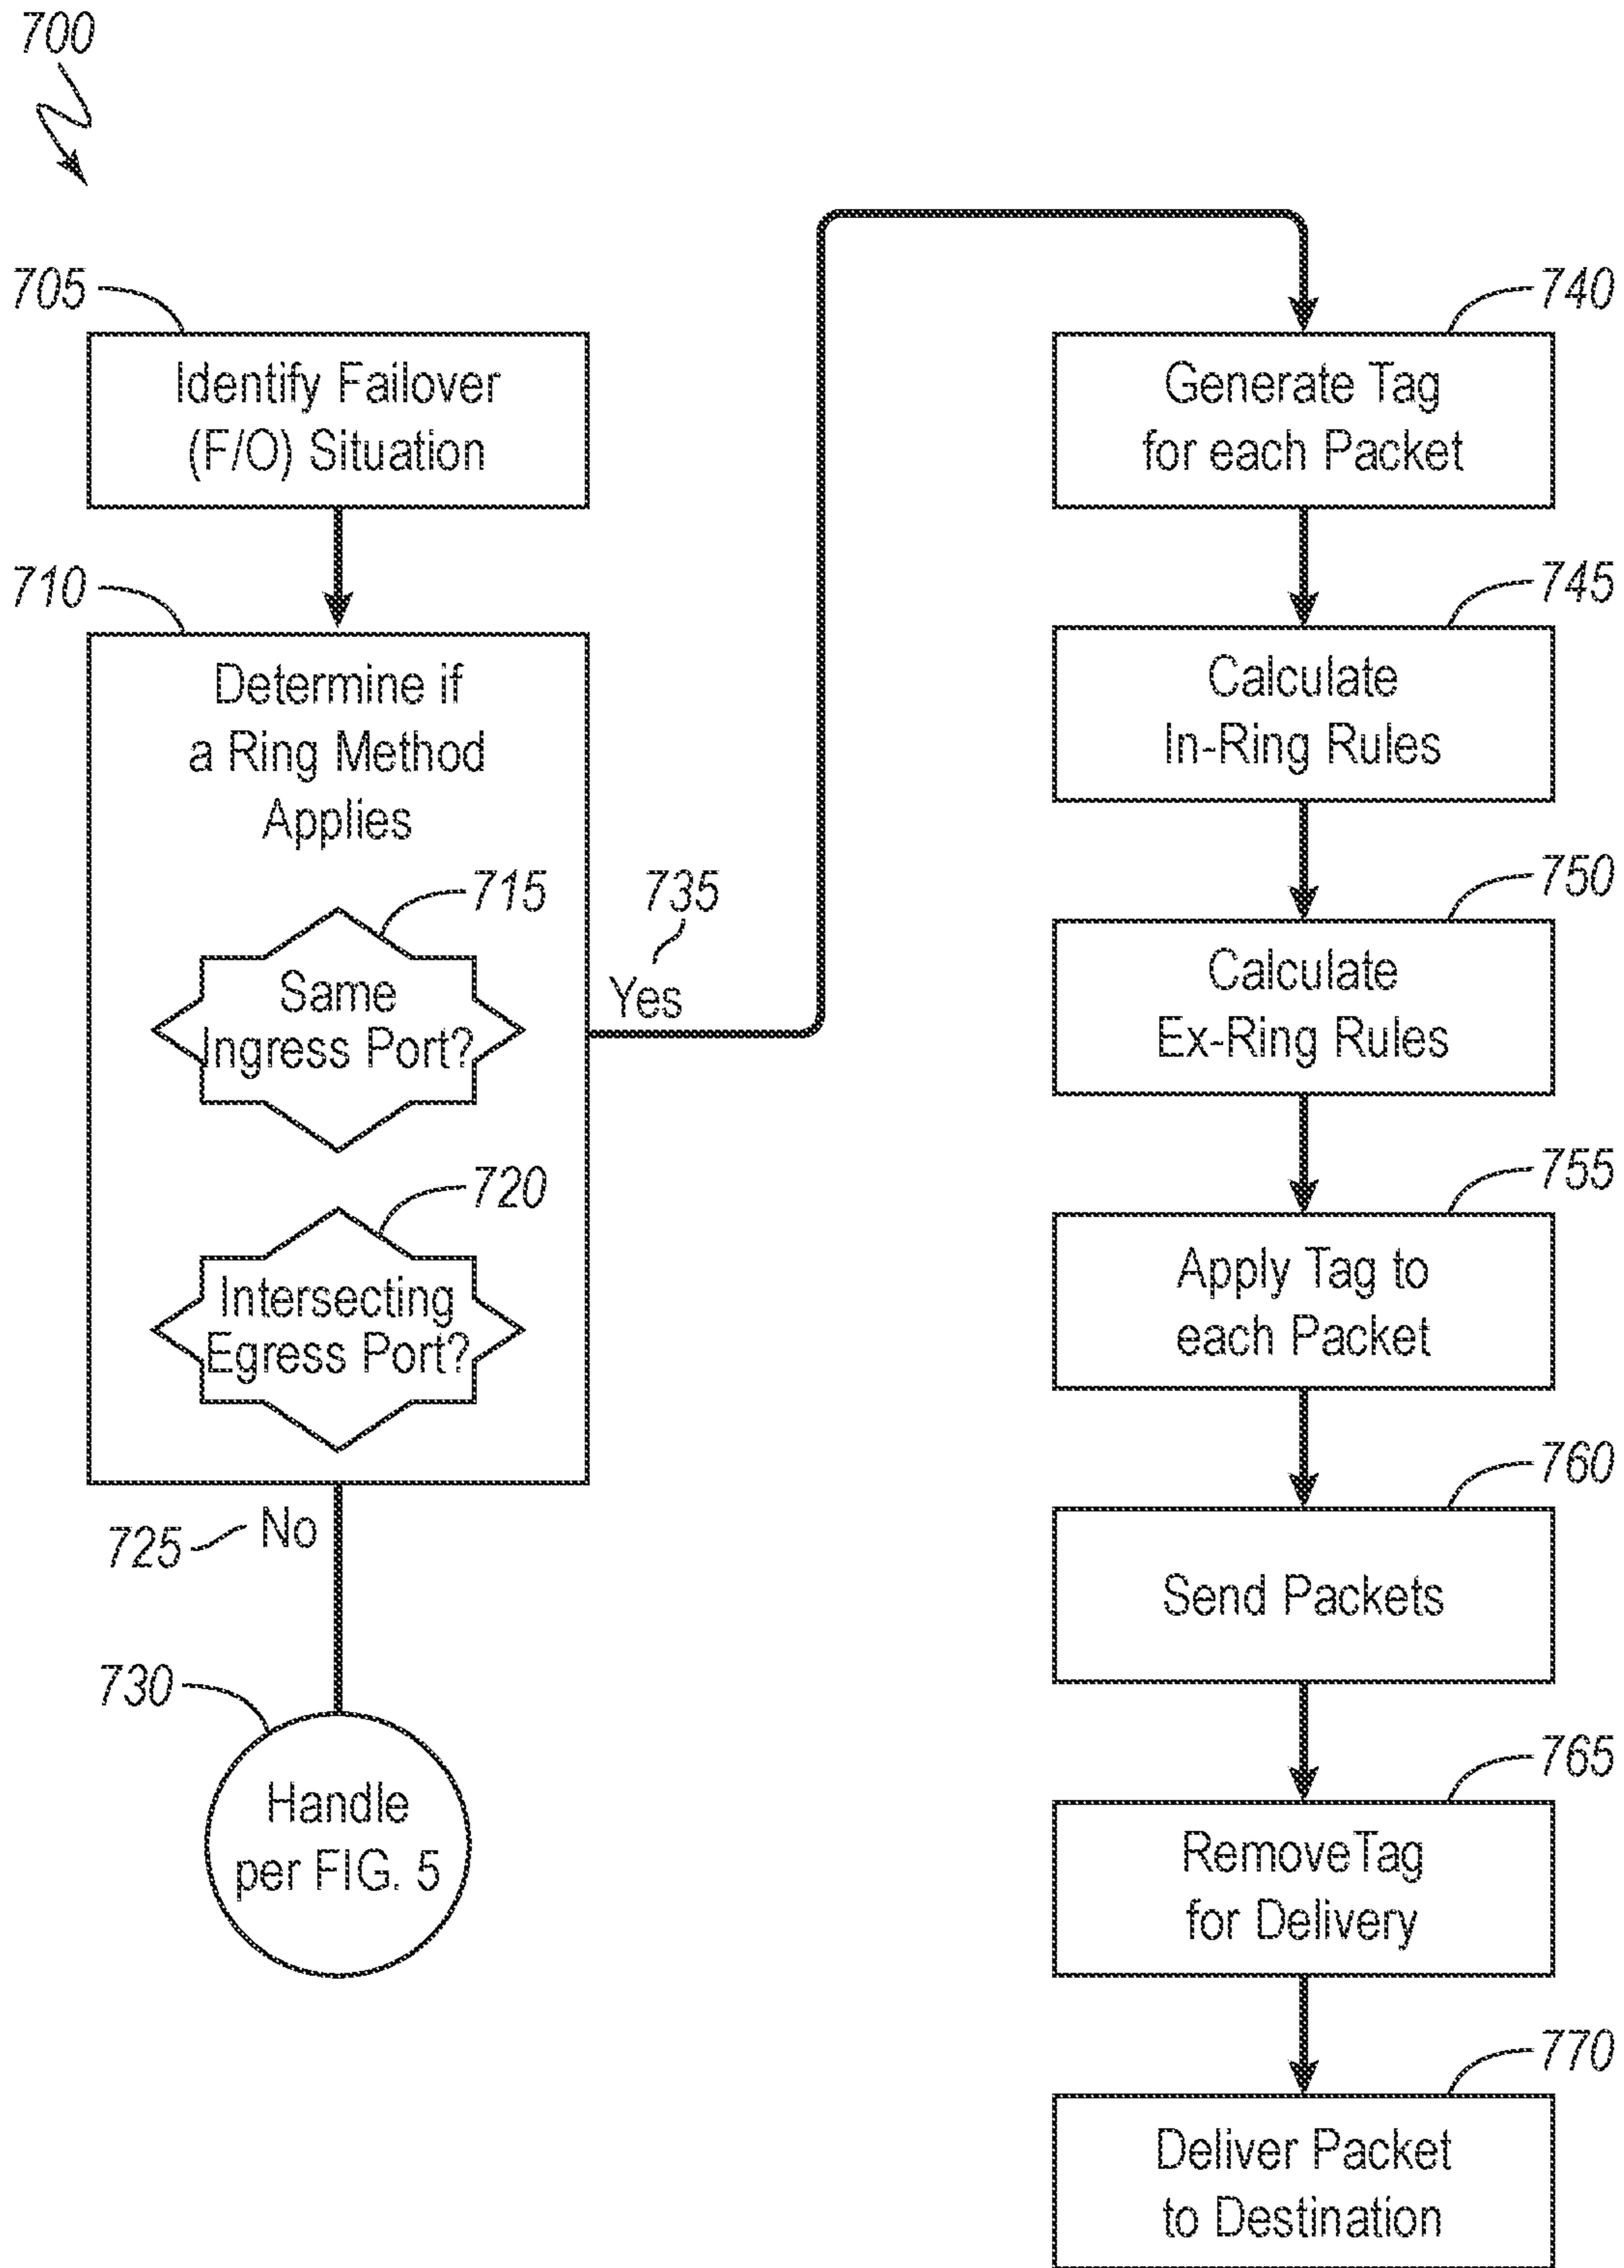 700
705
Identify Failover
(F/O) Situation
710
Determine if
a Ring Method
Applies
715
Same
Ingress Port?
720
Intersecting
Egress Port?
725
No
730
Handle
per FIG. 5
735
Yes
740
Generate Tag
for each Packet
745
Calculate
In-Ring Rules
750
Calculate
Ex-Ring Rules
755
Apply Tag to
each Packet
760
Send Packets
765
RemoveTag
for Delivery
770
Deliver Packet
to Destination